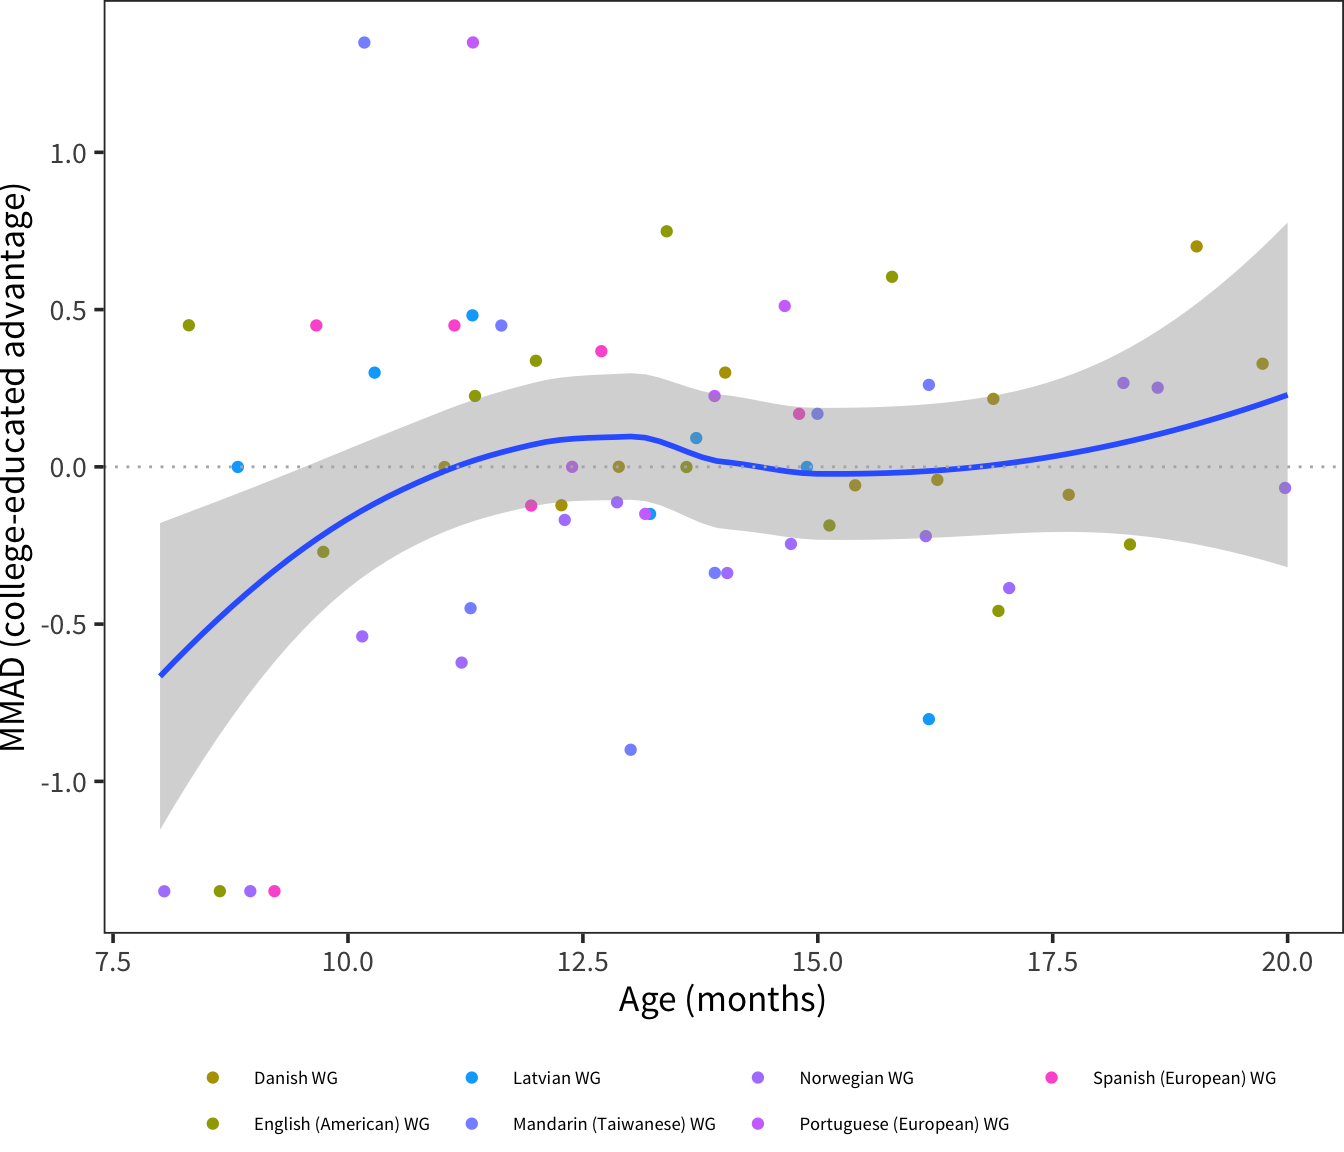 MMAD (college-educated advantage)
1.0
0.5
0.0
-0.5
-1.0
7.5 10.0 12.5 15.0 17.5 20.0
Age (months)
Danish WG Latvian WG Norwegian WG Spanish (European) WG
English (American) WG Mandarin (Taiwanese) WG Portuguese (European) WG